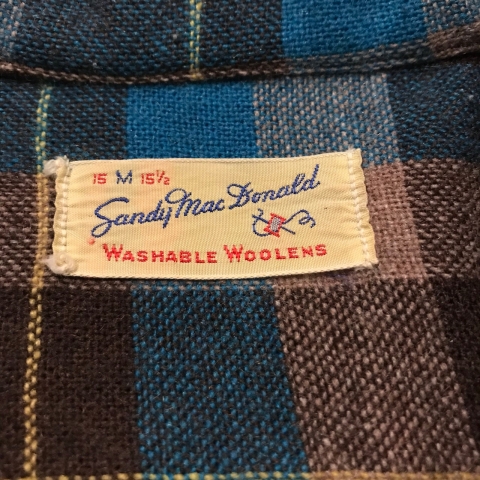 15 M 15½
Sandy MacDonald
WASHABLE WOOLENS